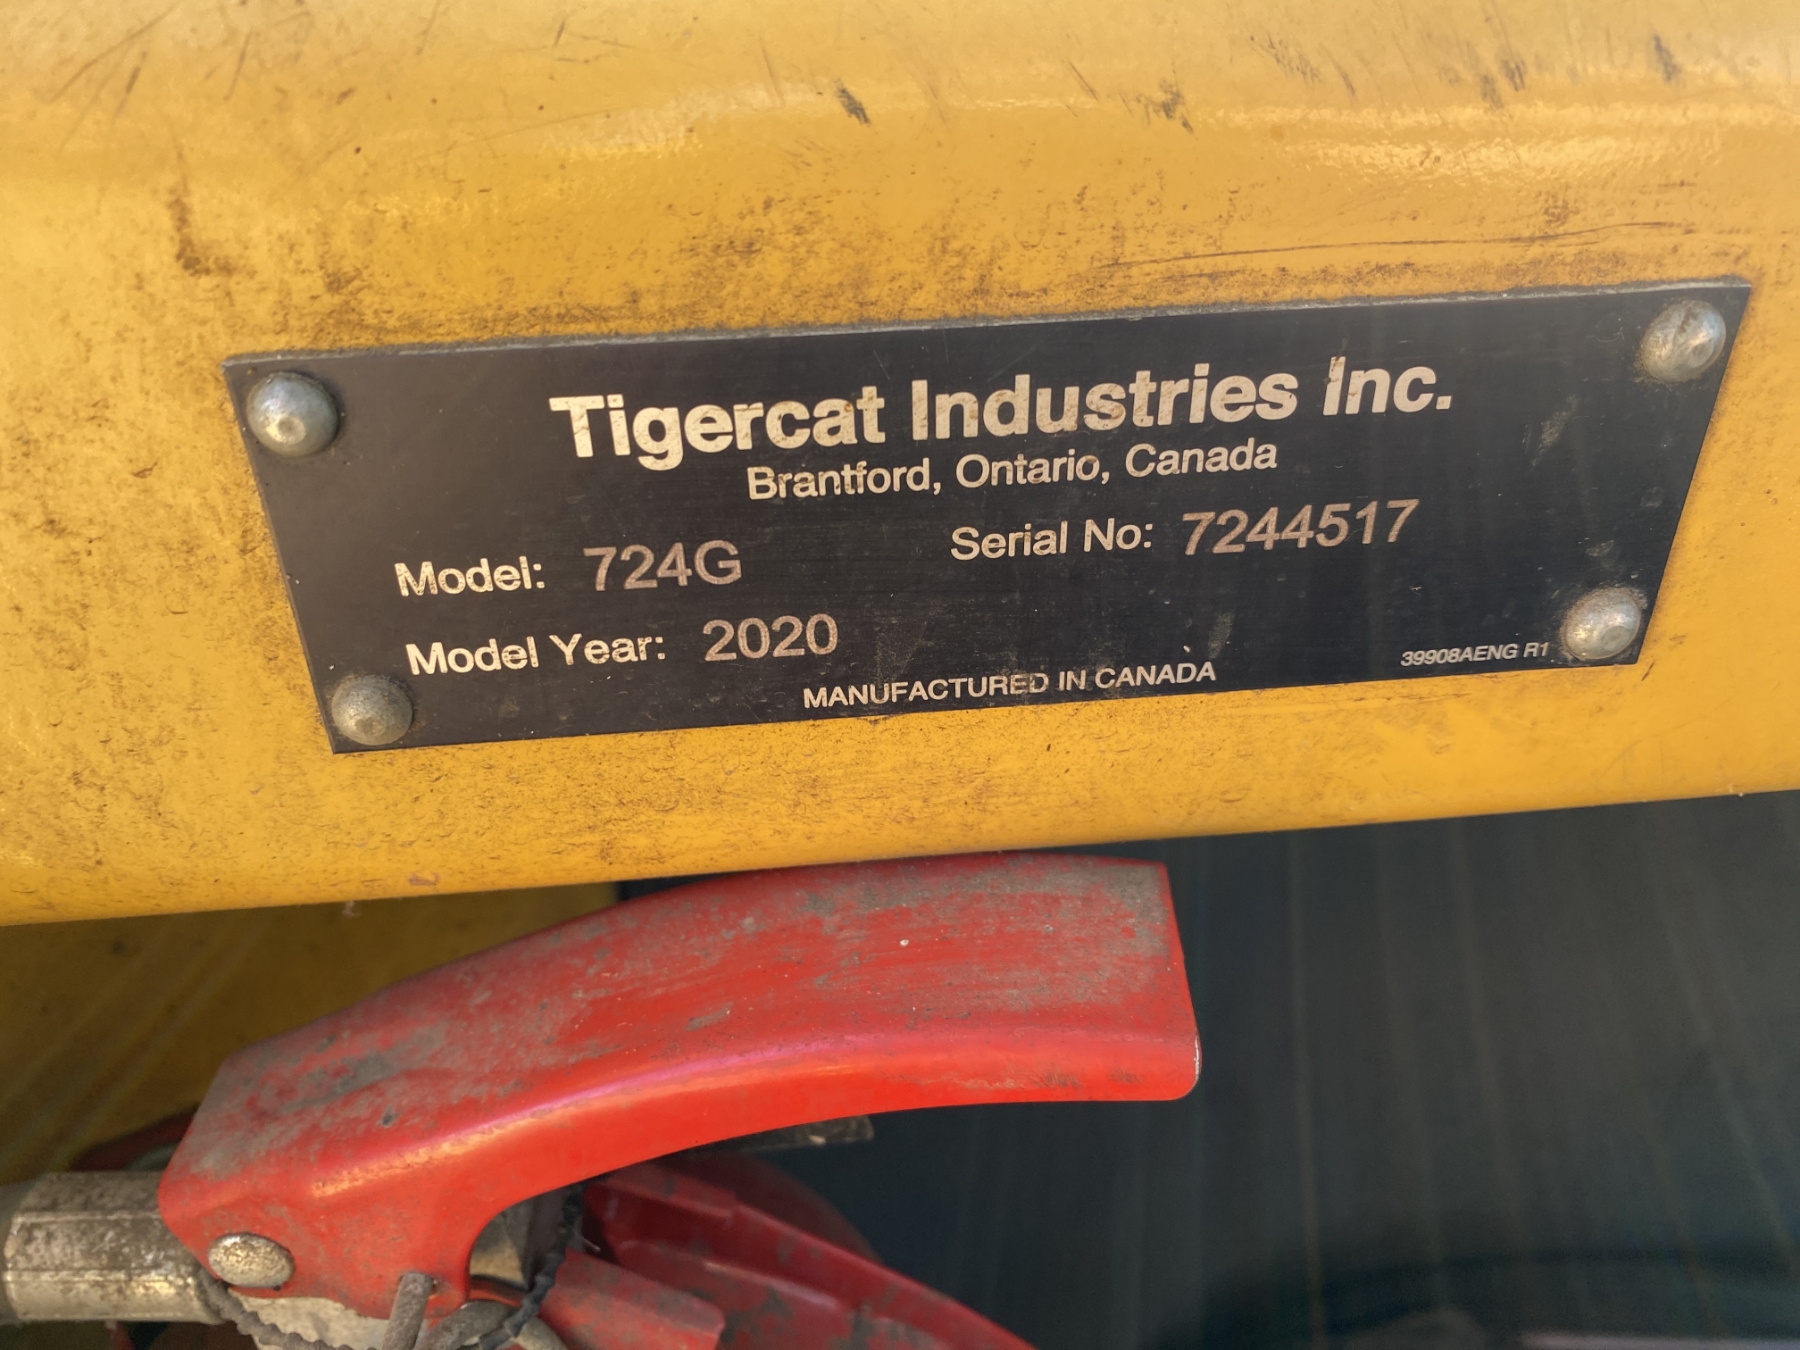 Tigercat Industries Inc.
Brantford, Ontario, Canada
Model: 724G Serial No: 7244517
Model Year: 2020
MANUFACTURED IN CANADA
39908AENG R1